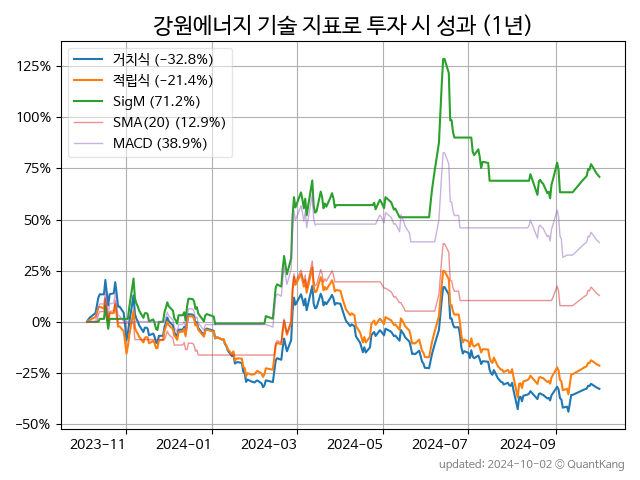 강원에너지 기술 지표로 투자 시 성과 (1년)
거치식 (−32.8%)
적립식 (−21.4%)
SigM (71.2%)
SMA(20) (12.9%)
MACD (38.9%)
125%
100%
75%
50%
25%
0%
−25%
−50%
2023-11 2024-01 2024-03 2024-05 2024-07 2024-09
updated: 2024-10-02 © QuantKang